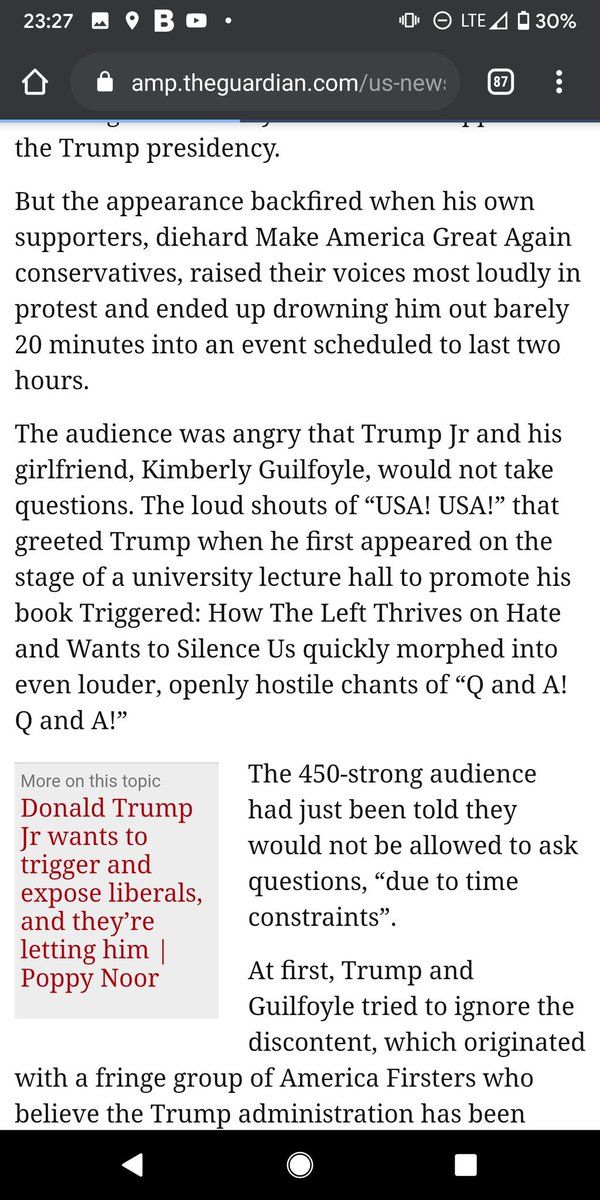 23:27
B
LTE
30%
amp.theguardian.com/us-news
87
the Trump presidency.
But the appearance backfired when his own
supporters, diehard Make America Great Again
conservatives, raised their voices most loudly in
protest and ended up drowning him out barely
20 minutes into an event scheduled to last two
hours.
The audience was angry that Trump Jr and his
girlfriend, Kimberly Guilfoyle, would not take
questions. The loud shouts of “USA! USA!” that
greeted Trump when he first appeared on the
stage of a university lecture hall to promote his
book Triggered: How The Left Thrives on Hate
and Wants to Silence Us quickly morphed into
even louder, openly hostile chants of “Q and A!
Q and A!”
More on this topic
Donald Trump
Jr wants to
trigger and
expose liberals,
and they’re
letting him |
Poppy Noor
The 450-strong audience
had just been told they
would not be allowed to ask
questions, “due to time
constraints”.
At first, Trump and
Guilfoyle tried to ignore the
discontent, which originated
with a fringe group of America Firsters who
believe the Trump administration has been